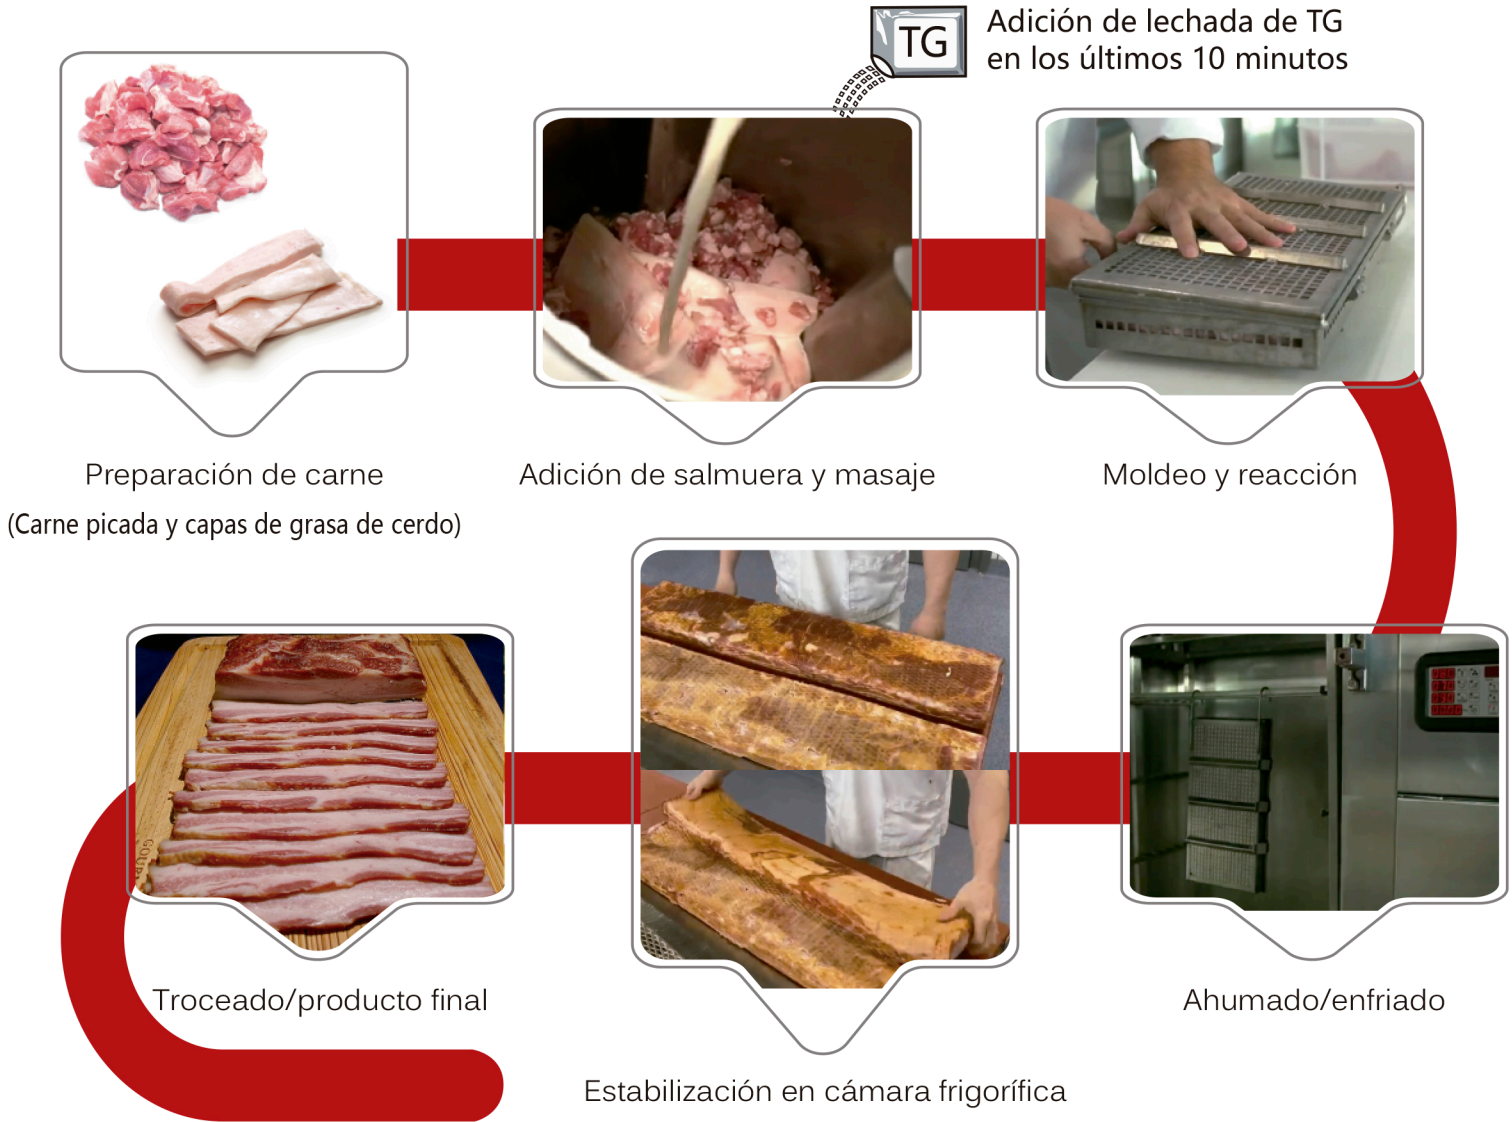 TG
Adición de lechada de TG
en los últimos 10 minutos
Preparación de carne
(Carne picada y capas de grasa de cerdo)
Adición de salmuera y masaje
Moldeo y reacción
Ahumado/enfriado
Estabilización en cámara frigorífica
Troceado/producto final